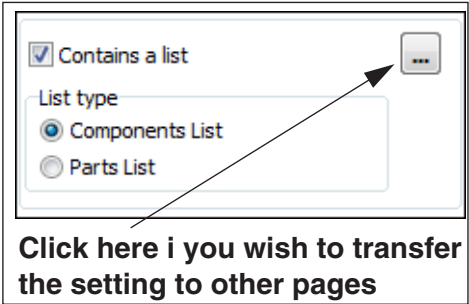 Contains a list
...
List type
Components List
Parts List
Click here i you wish to transfer
the setting to other pages